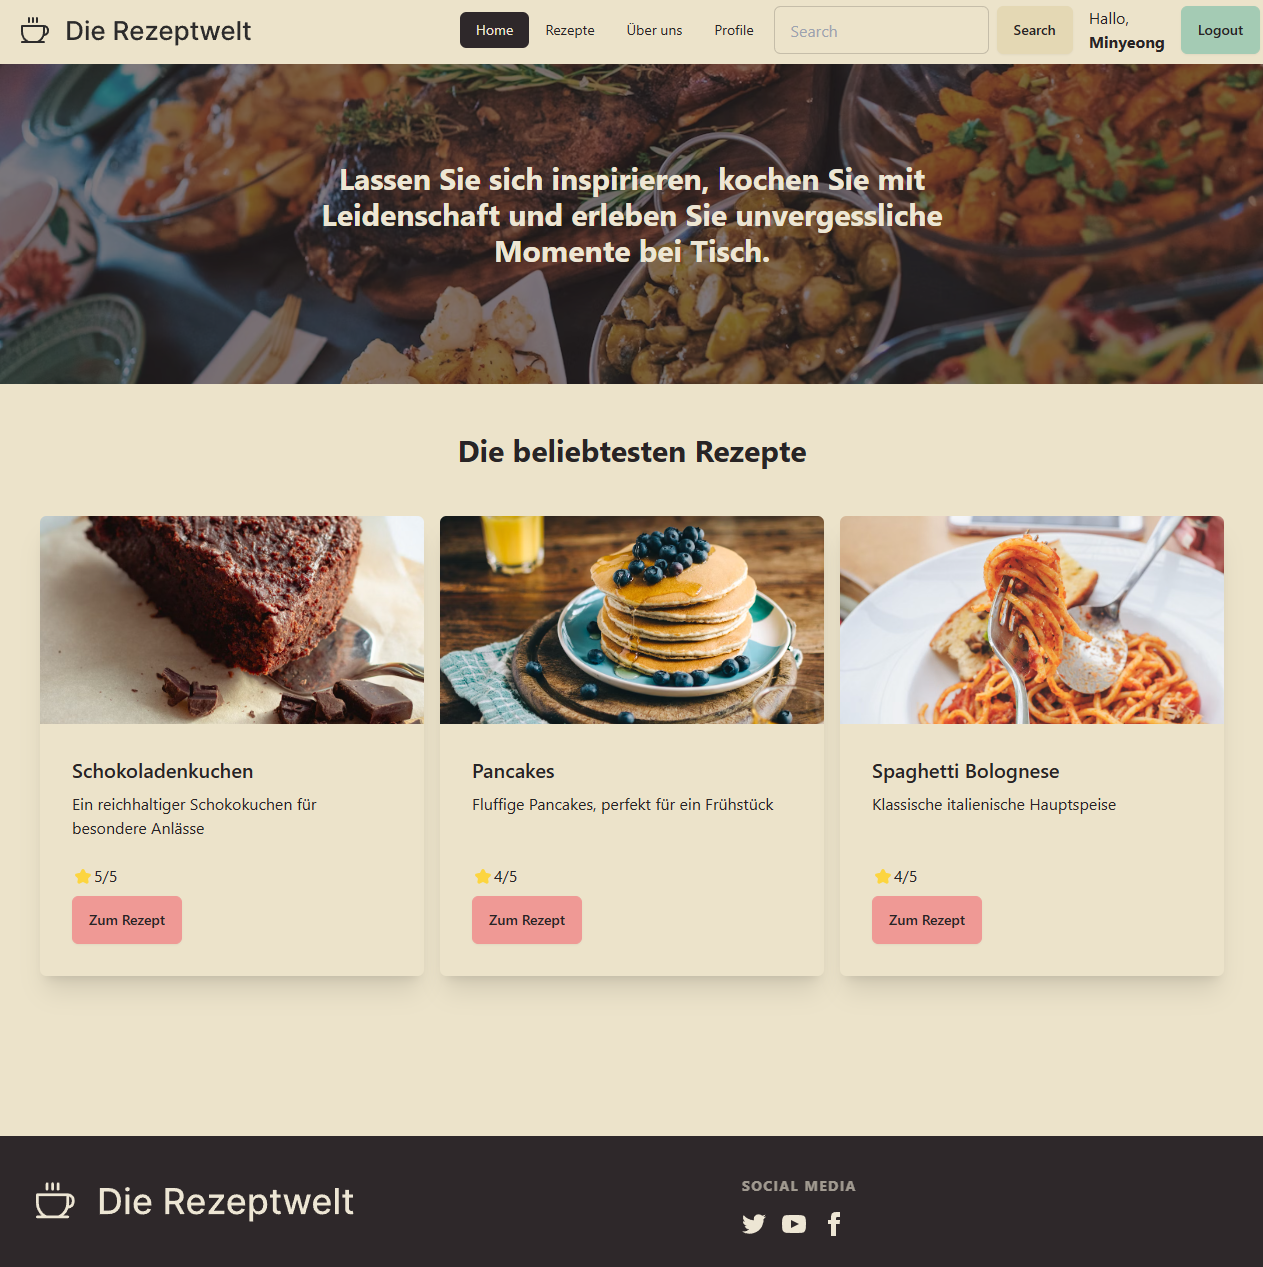 Die Rezeptwelt
Home
Rezepte
Über uns
Profile
Search
Search
Hallo,
Minyeong
Logout
Lassen Sie sich inspirieren, kochen Sie mit
Leidenschaft und erleben Sie unvergessliche
Momente bei Tisch.
Die beliebtesten Rezepte
Schokoladenkuchen
Ein reichhaltiger Schokokuchen für
besondere Anlässe
5/5
Zum Rezept
Pancakes
Fluffige Pancakes, perfekt für ein Frühstück
4/5
Zum Rezept
Spaghetti Bolognese
Klassische italienische Hauptspeise
4/5
Zum Rezept
Die Rezeptwelt
SOCIAL MEDIA